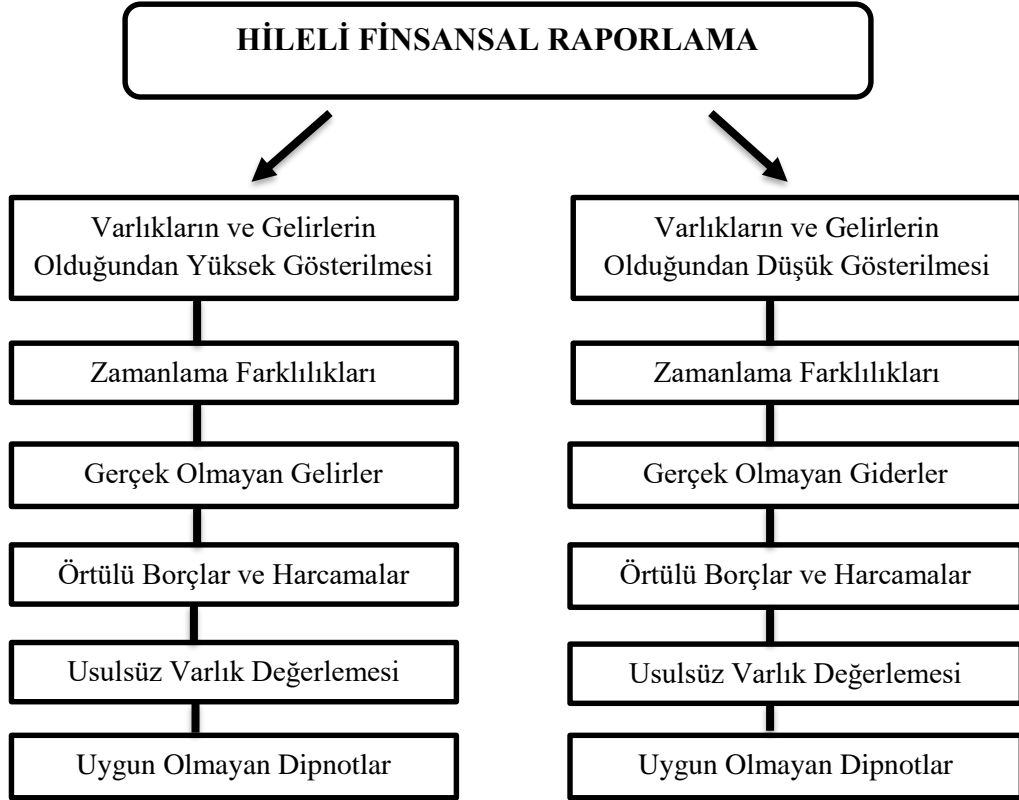 HİLELİ FİNSANSAL RAPORLAMA
Varlıkların ve Gelirlerin
Olduğundan Yüksek Gösterilmesi
Zamanlama Farklılıkları
Gerçek Olmayan Gelirler
Örtülü Borçlar ve Harcamalar
Usulsüz Varlık Değerlemesi
Uygun Olmayan Dipnotlar
Varlıkların ve Gelirlerin
Olduğundan Düşük Gösterilmesi
Zamanlama Farklılıkları
Gerçek Olmayan Giderler
Örtülü Borçlar ve Harcamalar
Usulsüz Varlık Değerlemesi
Uygun Olmayan Dipnotlar